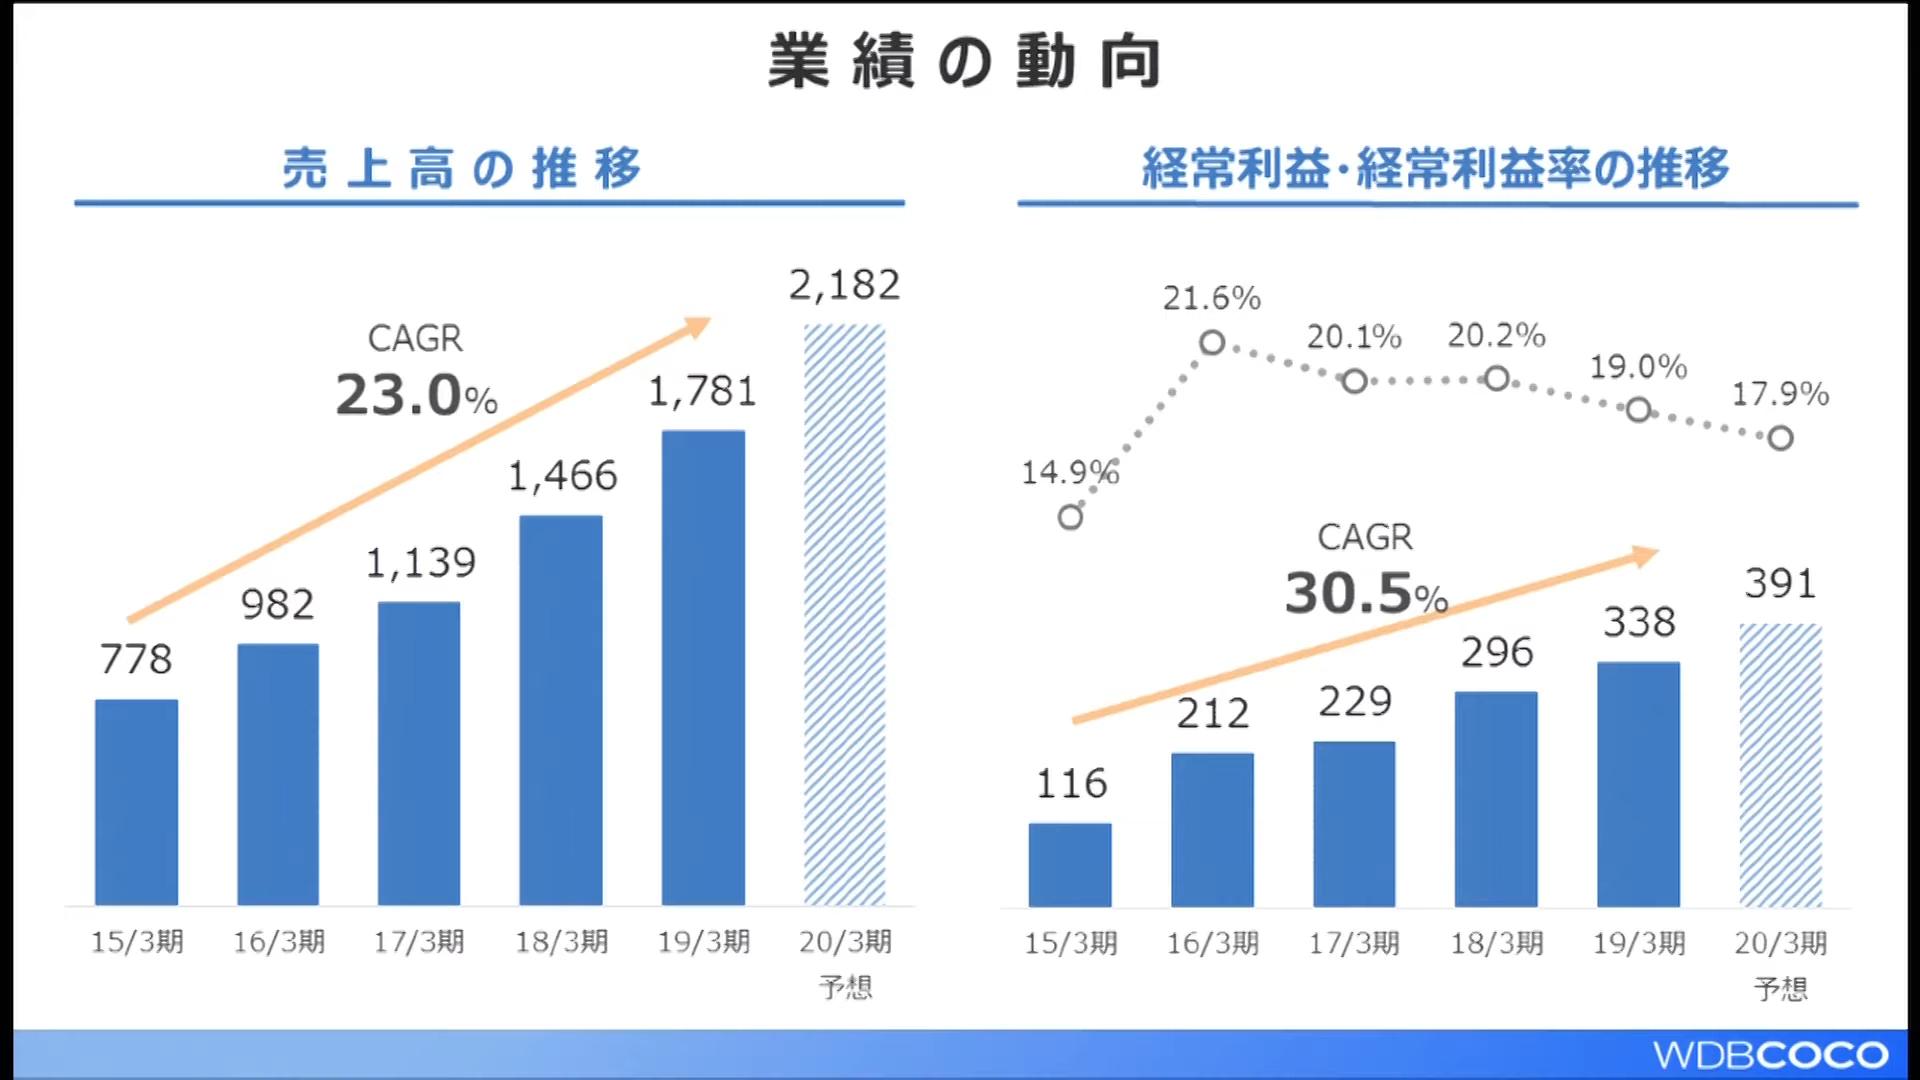 業績の動向
売上高の推移
CAGR
23.0%
778
982
1,139
1,466
1,781
2,182
15/3期
16/3期
17/3期
18/3期
19/3期
20/3期
予想
経常利益・経常利益率の推移
14.9%
21.6%
20.1%
20.2%
19.0%
17.9%
CAGR
30.5%
116
212
229
296
338
391
15/3期
16/3期
17/3期
18/3期
19/3期
20/3期
予想
WDBCOCO